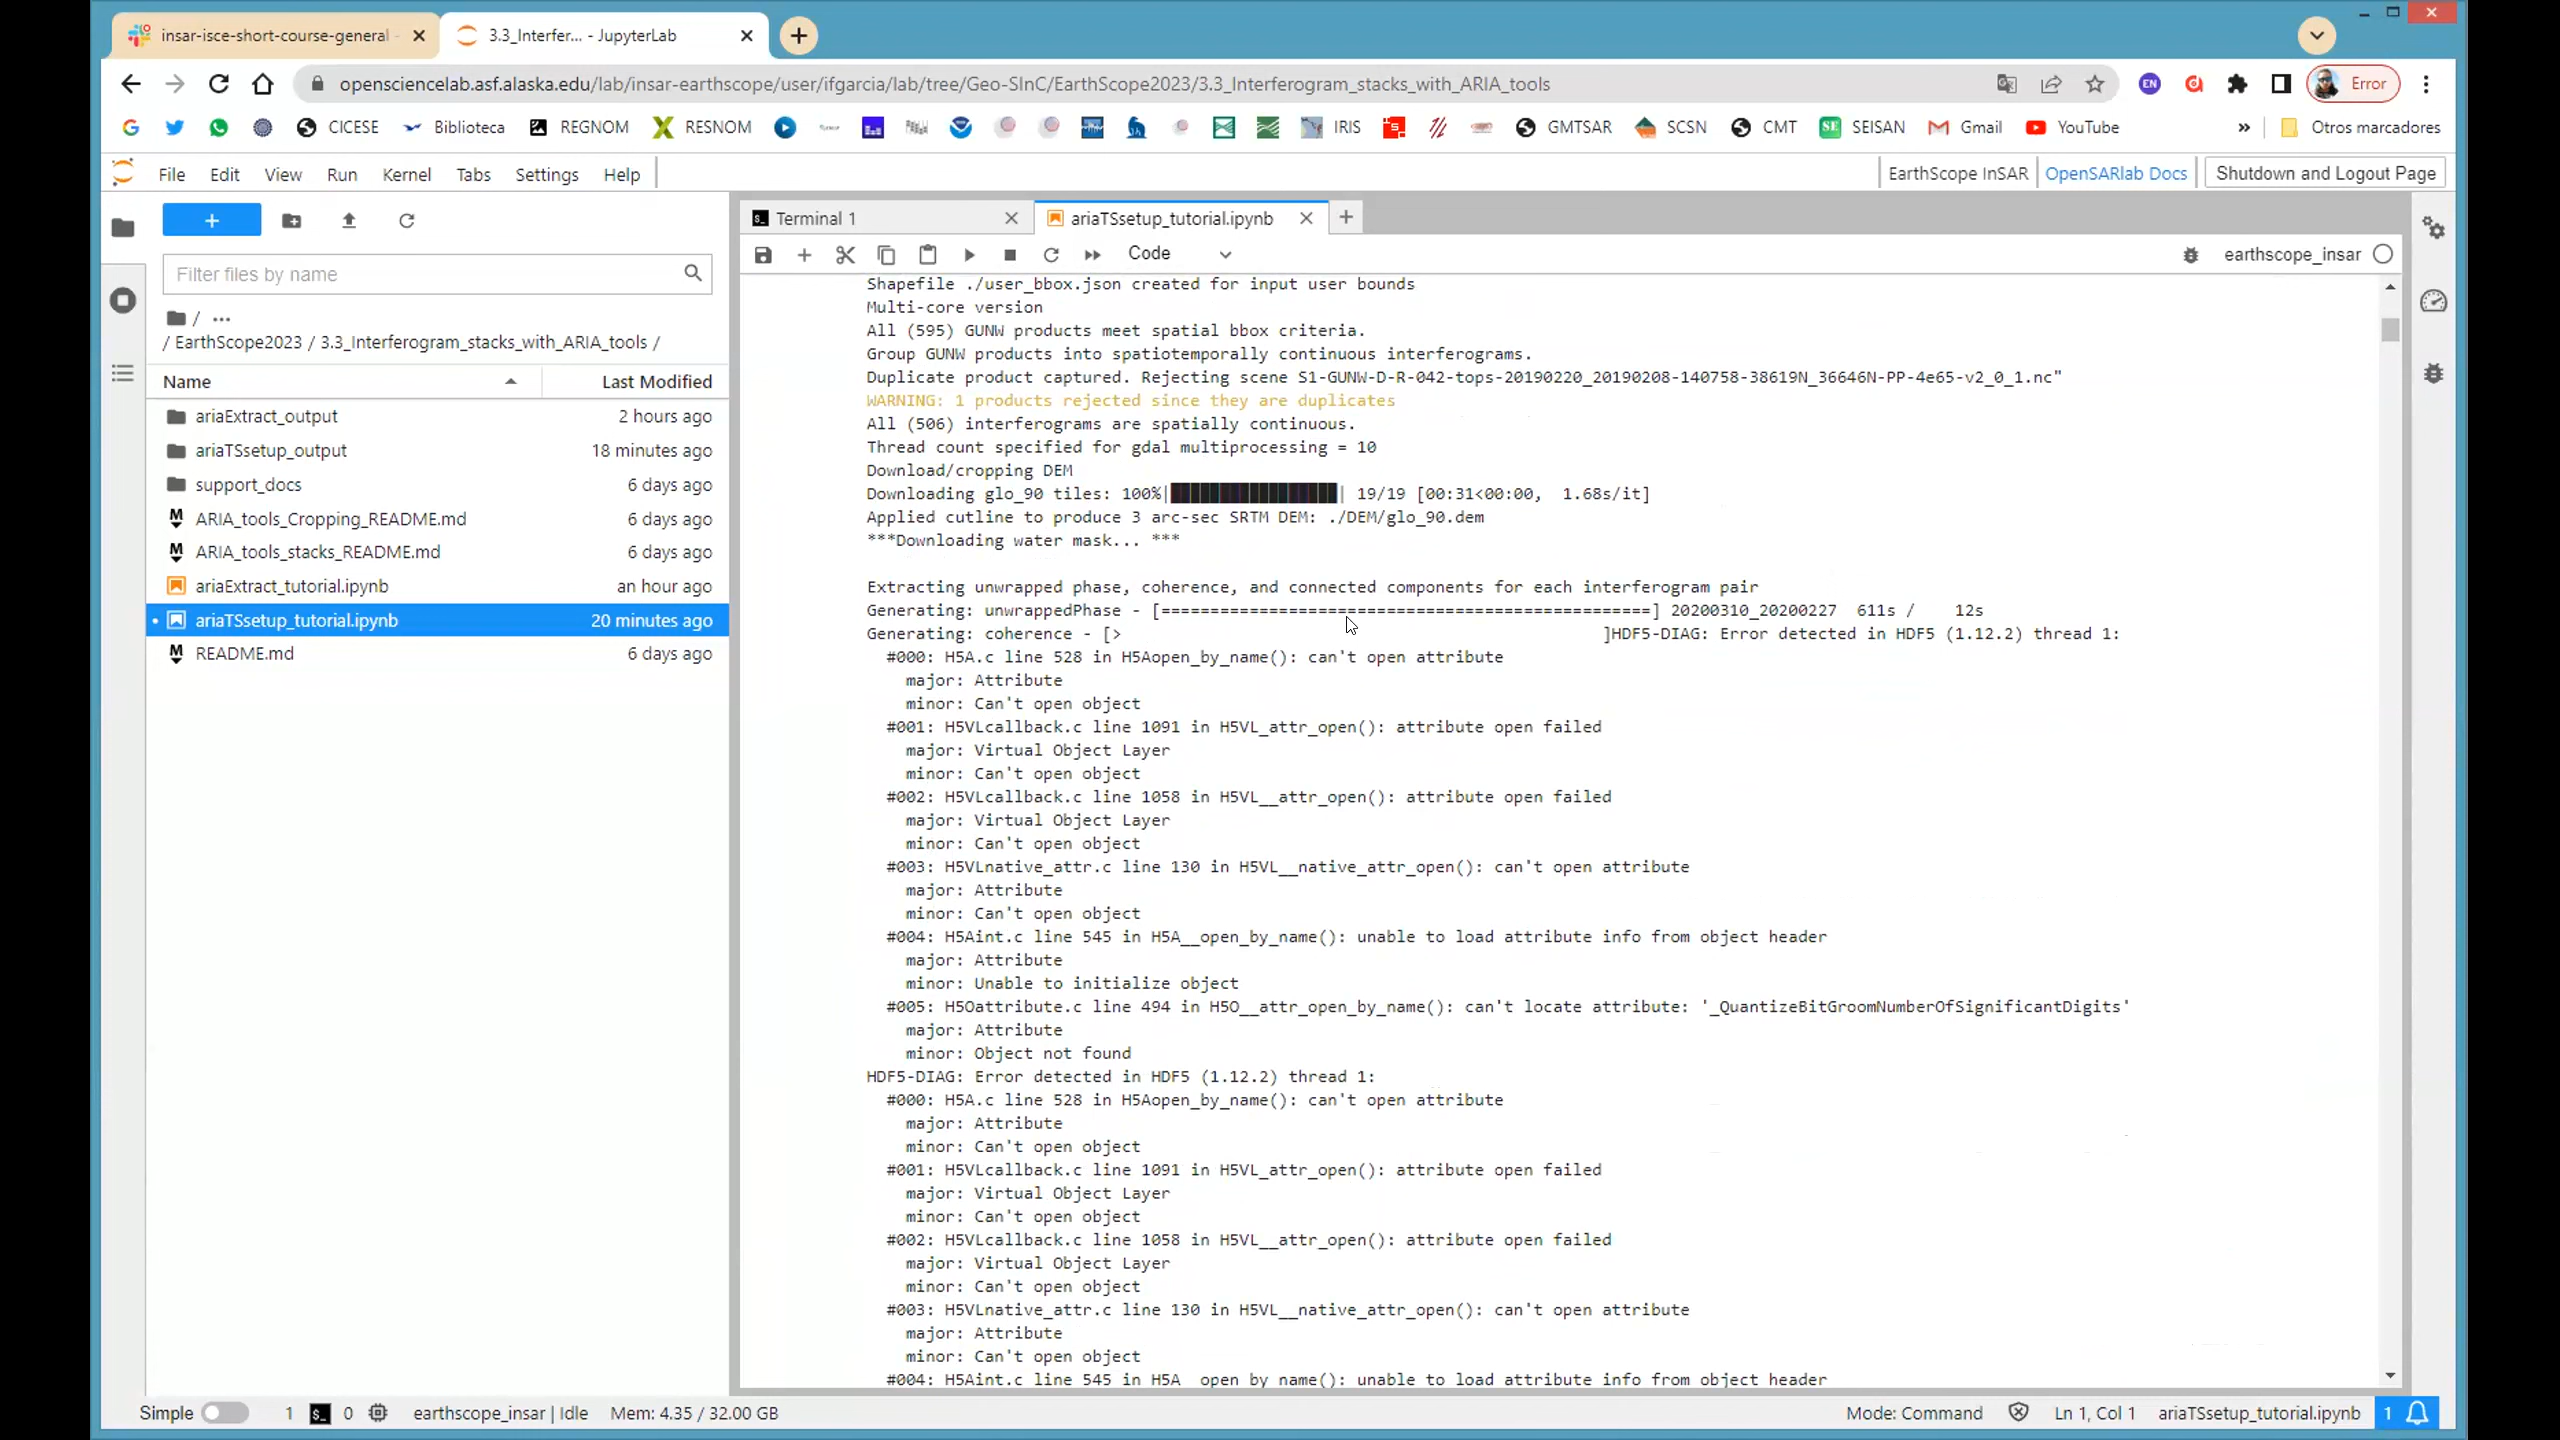 insar-isce-short-course-general -
3.3_Interfer... - JupyterLab
opensciencelab.asf.alaska.edu/lab/insar-earthscope/user/ifgarcia/lab/tree/Geo-SInC/EarthScope2023/3.3_Interferogram_stacks_with_ARIA_tools
EN
Error
CICESE Biblioteca REGNOM RESNOM IRIS GMTSAR SCSN CMT SEISAN Gmail YouTube » Otros marcadores
File Edit View Run Kernel Tabs Settings Help
EarthScope InSAR OpenSARlab Docs Shutdown and Logout Page
Terminal 1
ariaTSsetup_tutorial.ipynb
Code
earthscope_insar
Filter files by name
/ ...
/ EarthScope2023 / 3.3_Interferogram_stacks_with_ARIA_tools /
Name Last Modified
ariaExtract_output 2 hours ago
ariaTSsetup_output 18 minutes ago
support_docs 6 days ago
ARIA_tools_Cropping_README.md 6 days ago
ARIA_tools_stacks_README.md 6 days ago
ariaExtract_tutorial.ipynb an hour ago
ariaTSsetup_tutorial.ipynb 20 minutes ago
README.md 6 days ago
Shapefile ./user_bbox.json created for input user bounds
Multi-core version
All (595) GUNW products meet spatial bbox criteria.
Group GUNW products into spatiotemporally continuous interferograms.
Duplicate product captured. Rejecting scene S1-GUNW-D-R-042-tops-20190220_20190208-140758-38619N_36646N-PP-4e65-v2_0_1.nc"
WARNING: 1 products rejected since they are duplicates
All (506) interferograms are spatially continuous.
Thread count specified for gdal multiprocessing = 10
Download/cropping DEM
Downloading glo_90 tiles: 100%|████████████████| 19/19 [00:31<00:00, 1.68s/it]
Applied cutline to produce 3 arc-sec SRTM DEM: ./DEM/glo_90.dem
***Downloading water mask... ***
Extracting unwrapped phase, coherence, and connected components for each interferogram pair
Generating: unwrappedPhase - [==================================================] 20200310_20200227 611s / 12s
Generating: coherence - [> ]HDF5-DIAG: Error detected in HDF5 (1.12.2) thread 1:
#000: H5A.c line 528 in H5Aopen_by_name(): can't open attribute
major: Attribute
minor: Can't open object
#001: H5VLcallback.c line 1091 in H5VL_attr_open(): attribute open failed
major: Virtual Object Layer
minor: Can't open object
#002: H5VLcallback.c line 1058 in H5VL__attr_open(): attribute open failed
major: Virtual Object Layer
minor: Can't open object
#003: H5VLnative_attr.c line 130 in H5VL__native_attr_open(): can't open attribute
major: Attribute
minor: Can't open object
#004: H5Aint.c line 545 in H5A__open_by_name(): unable to load attribute info from object header
major: Attribute
minor: Unable to initialize object
#005: H5Oattribute.c line 494 in H5O__attr_open_by_name(): can't locate attribute: '_QuantizeBitGroomNumberOfSignificantDigits'
major: Attribute
minor: Object not found
HDF5-DIAG: Error detected in HDF5 (1.12.2) thread 1:
#000: H5A.c line 528 in H5Aopen_by_name(): can't open attribute
major: Attribute
minor: Can't open object
#001: H5VLcallback.c line 1091 in H5VL_attr_open(): attribute open failed
major: Virtual Object Layer
minor: Can't open object
#002: H5VLcallback.c line 1058 in H5VL__attr_open(): attribute open failed
major: Virtual Object Layer
minor: Can't open object
#003: H5VLnative_attr.c line 130 in H5VL__native_attr_open(): can't open attribute
major: Attribute
minor: Can't open object
#004: H5Aint.c line 545 in H5A__open_by_name(): unable to load attribute info from object header
Simple 1 0 earthscope_insar | Idle Mem: 4.35 / 32.00 GB
Mode: Command Ln 1, Col 1 ariaTSsetup_tutorial.ipynb 1